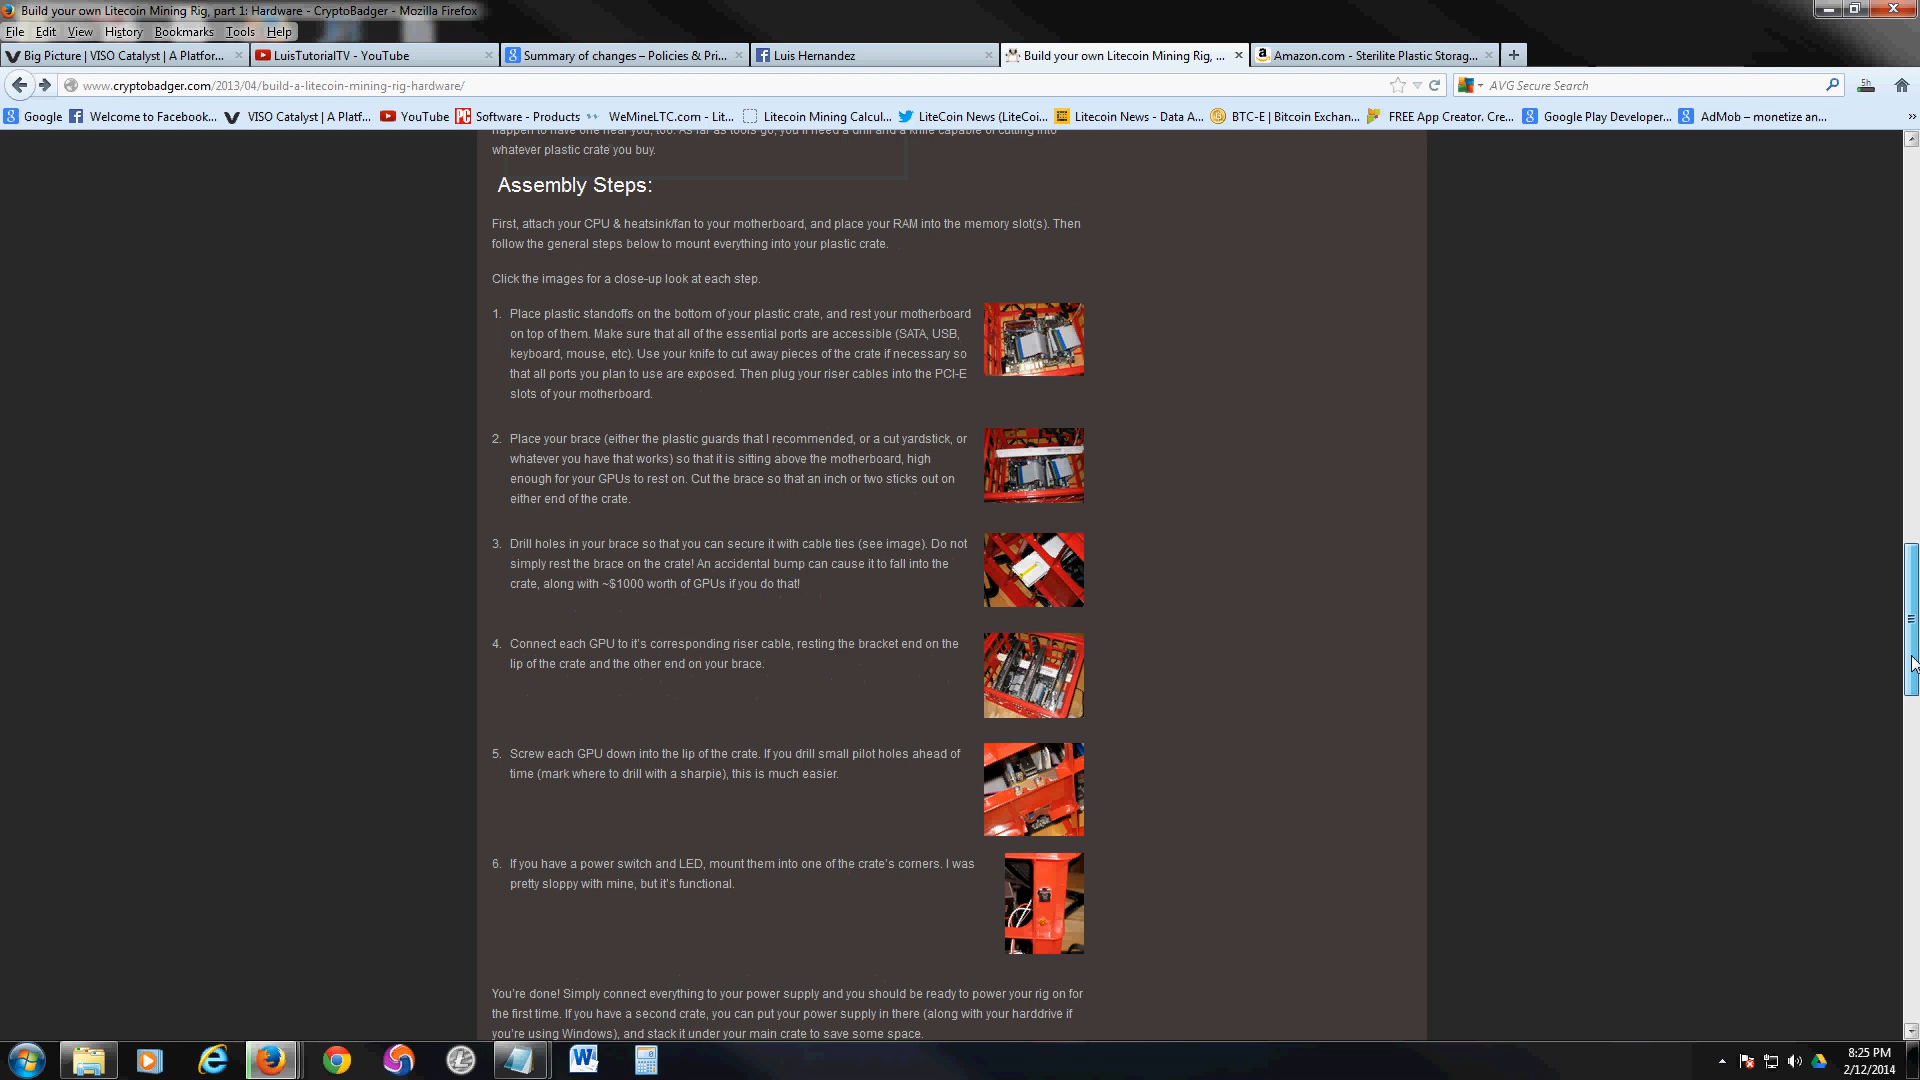 Build your own Litecoin Mining Rig, part 1: Hardware - CryptoBadger - Mozilla Firefox
File Edit View History Bookmarks Tools Help
Big Picture | VISO Catalyst | A Platfor... LuisTutorialTV - YouTube Summary of changes – Policies & Pri... Luis Hernandez Build your own Litecoin Mining Rig, ... Amazon.com - Sterilite Plastic Storag...
www.cryptobadger.com/2013/04/build-a-litecoin-mining-rig-hardware/ AVG Secure Search 5h
Google Welcome to Facebook... VISO Catalyst | A Platf... YouTube Software - Products WeMineLTC.com - Lit... Litecoin Mining Calcul... LiteCoin News (LiteCoi... Litecoin News - Data A... BTC-E | Bitcoin Exchan... FREE App Creator. Cre... Google Play Developer... AdMob – monetize an...
happen to have one near you, too. As far as tools go, you'll need a drill and a knife capable of cutting into
whatever plastic crate you buy.
Assembly Steps:
First, attach your CPU & heatsink/fan to your motherboard, and place your RAM into the memory slot(s). Then
follow the general steps below to mount everything into your plastic crate.
Click the images for a close-up look at each step.
1. Place plastic standoffs on the bottom of your plastic crate, and rest your motherboard
on top of them. Make sure that all of the essential ports are accessible (SATA, USB,
keyboard, mouse, etc). Use your knife to cut away pieces of the crate if necessary so
that all ports you plan to use are exposed. Then plug your riser cables into the PCI-E
slots of your motherboard.
2. Place your brace (either the plastic guards that I recommended, or a cut yardstick, or
whatever you have that works) so that it is sitting above the motherboard, high
enough for your GPUs to rest on. Cut the brace so that an inch or two sticks out on
either end of the crate.
3. Drill holes in your brace so that you can secure it with cable ties (see image). Do not
simply rest the brace on the crate! An accidental bump can cause it to fall into the
crate, along with ~$1000 worth of GPUs if you do that!
4. Connect each GPU to it's corresponding riser cable, resting the bracket end on the
lip of the crate and the other end on your brace.
5. Screw each GPU down into the lip of the crate. If you drill small pilot holes ahead of
time (mark where to drill with a sharpie), this is much easier.
6. If you have a power switch and LED, mount them into one of the crate's corners. I was
pretty sloppy with mine, but it's functional.
You're done! Simply connect everything to your power supply and you should be ready to power your rig on for
the first time. If you have a second crate, you can put your power supply in there (along with your harddrive if
you're using Windows), and stack it under your main crate to save some space.
8:25 PM
2/12/2014